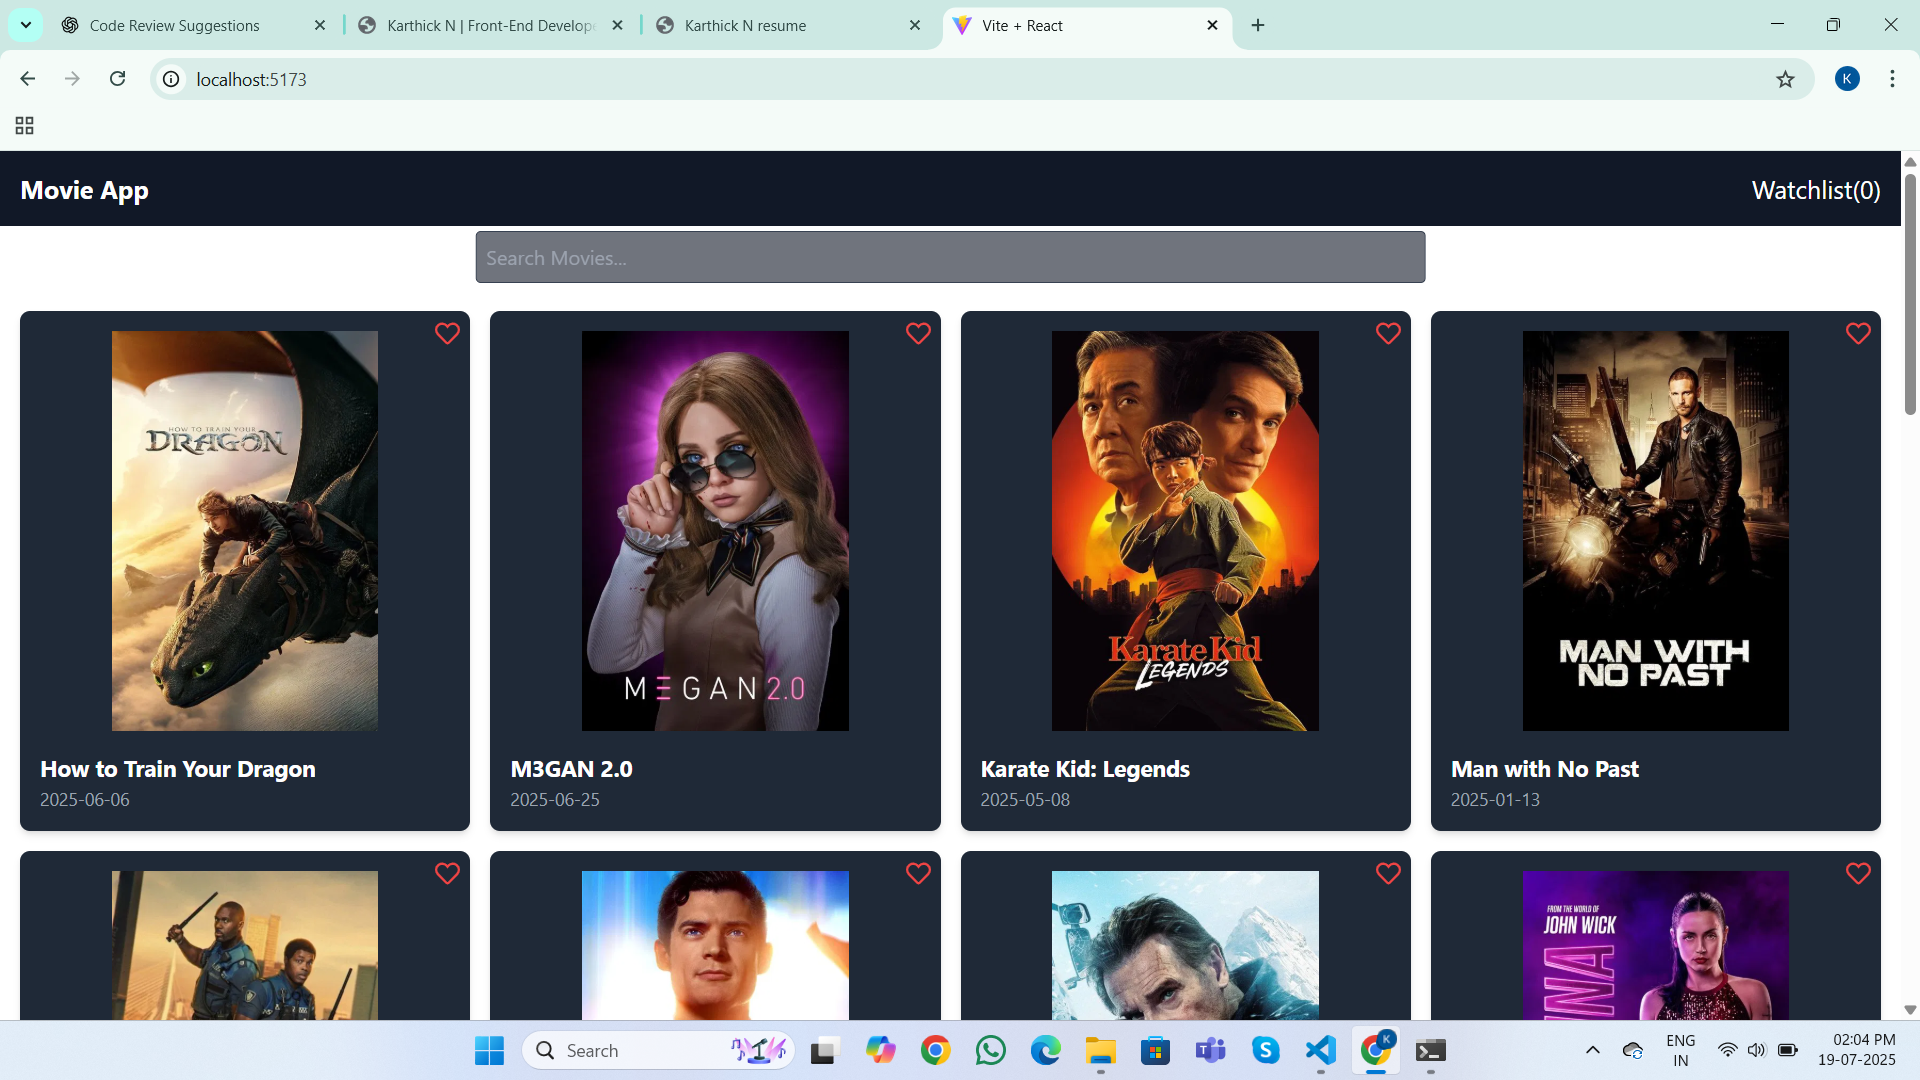 Code Review Suggestions
Karthick N | Front-End Develope
Karthick N resume
Vite + React
localhost:5173
K
Movie App
Watchlist(0)
Search Movies...
HOW TO TRAIN YOUR
DRAGON
M3GAN 2.0
Karate Kid
LEGENDS
MAN WITH
NO PAST
How to Train Your Dragon
2025-06-06
M3GAN 2.0
2025-06-25
Karate Kid: Legends
2025-05-08
Man with No Past
2025-01-13
FROM THE WORLD OF
JOHN WICK
INA
Search
K
ENG
IN
02:04 PM
19-07-2025